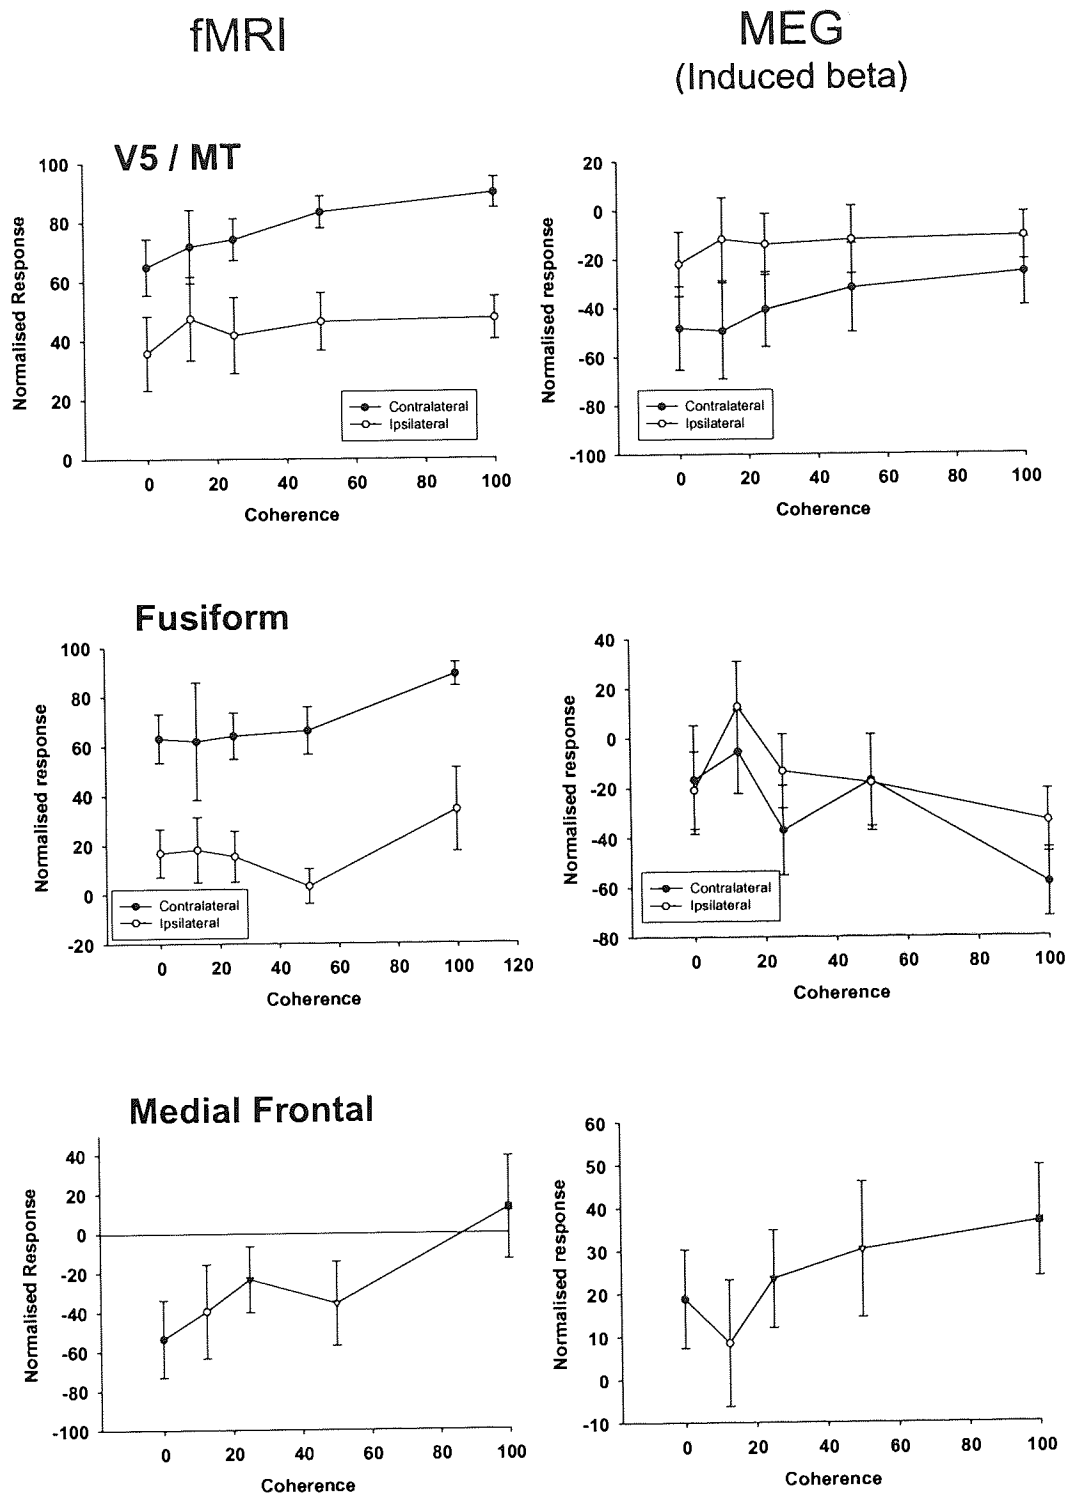 fMRI
MEG
(Induced beta)
V5 / MT
100
80
60
40
20
0
Normalised Response
Contralateral
Ipsilateral
0 20 40 60 80 100
Coherence
20
0
-20
-40
-60
-80
-100
Normalised response
Contralateral
Ipsilateral
0 20 40 60 80 100
Coherence
Fusiform
100
80
60
40
20
0
-20
Normalised response
Contralateral
Ipsilateral
0 20 40 60 80 100 120
Coherence
40
20
0
-20
-40
-60
-80
Normalised response
Contralateral
Ipsilateral
0 20 40 60 80 100
Coherence
Medial Frontal
40
20
0
-20
-40
-60
-80
-100
Normalised Response
0 20 40 60 80 100
Coherence
60
50
40
30
20
10
0
-10
Normalised response
0 20 40 60 80 100
Coherence